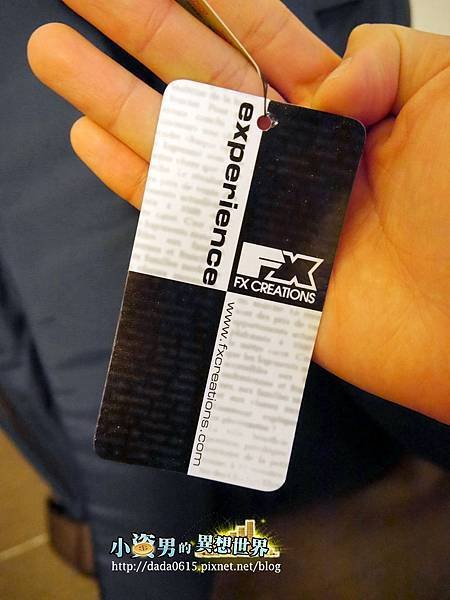 experience
FX
FX CREATIONS
www.fxcreations.com
小資男的異想世界
http://dada0615.pixnet.net/blog